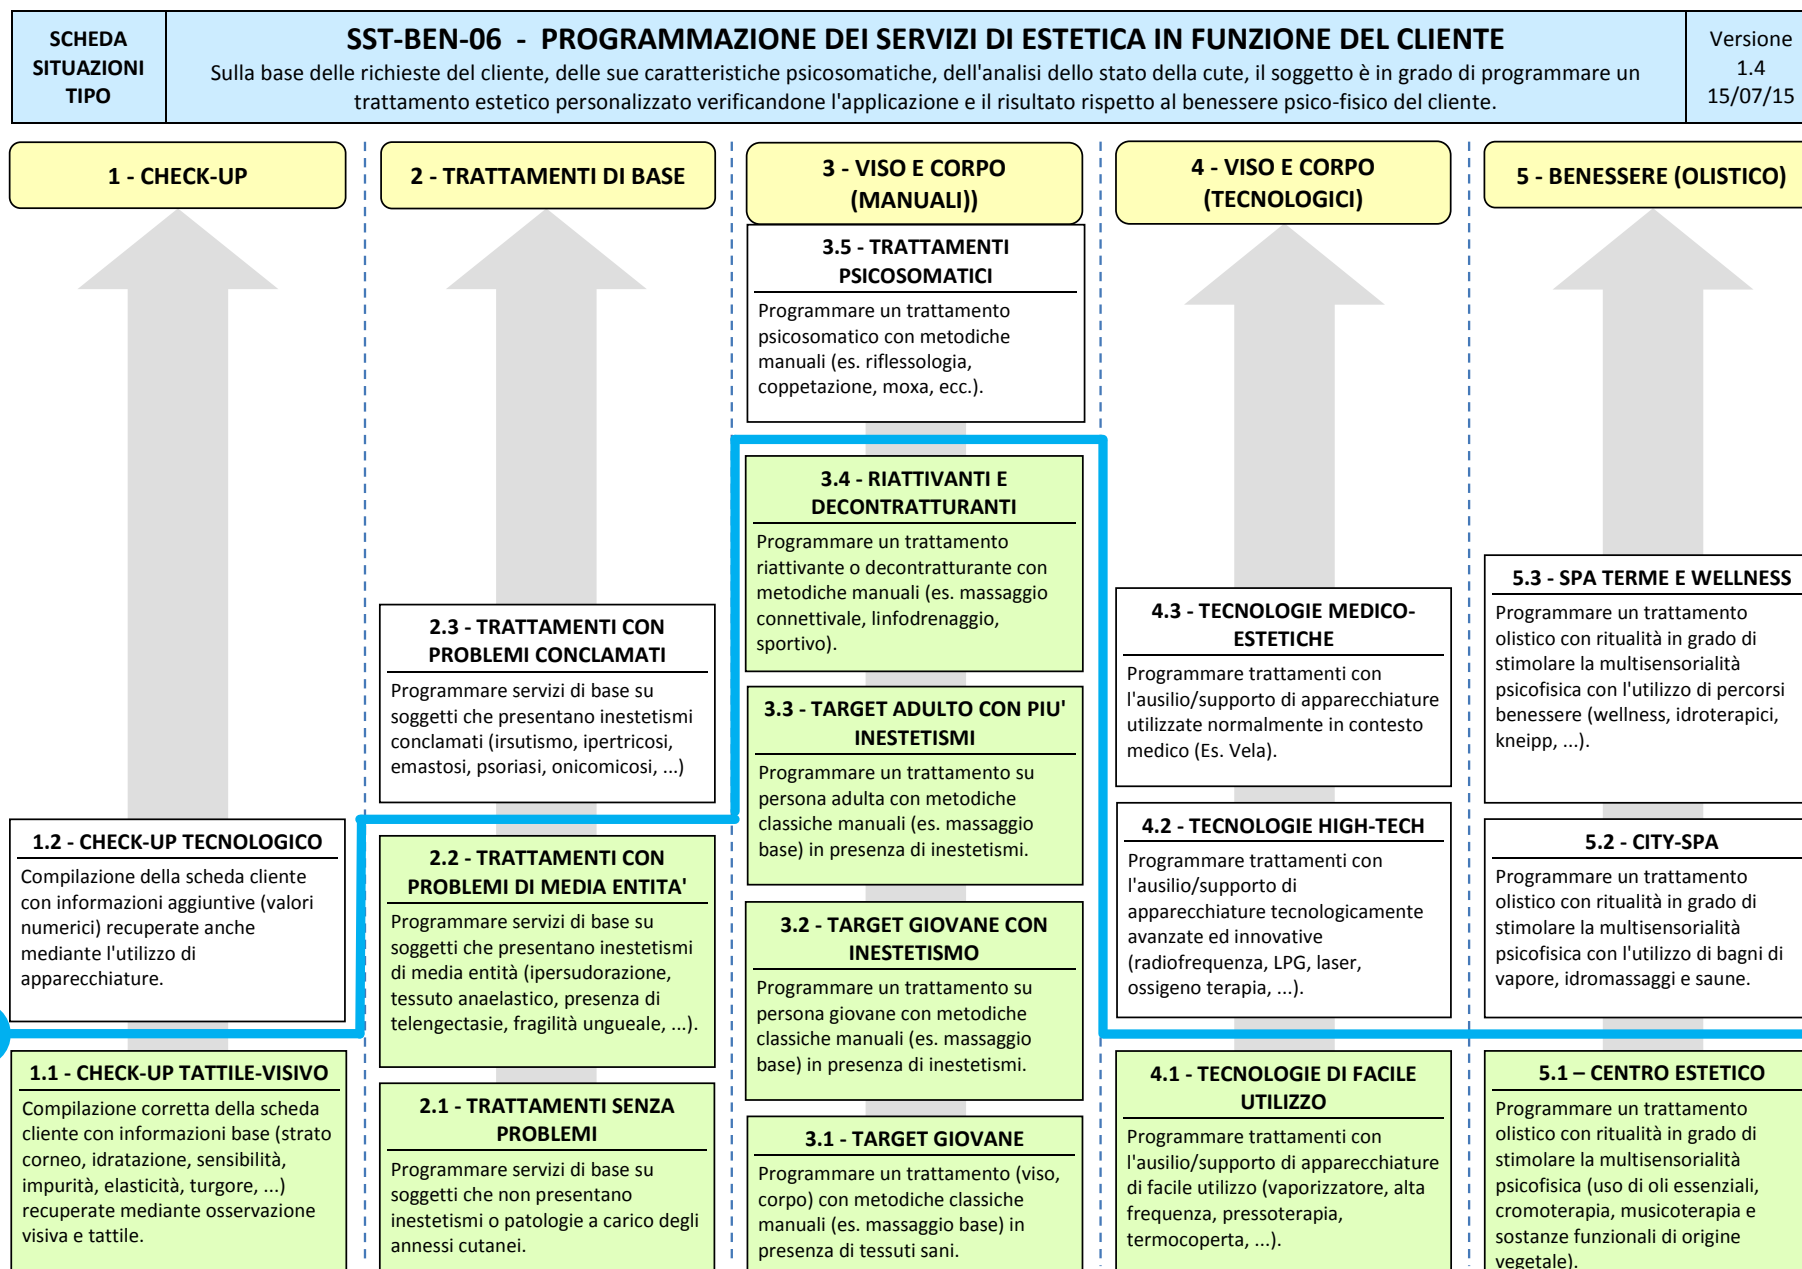 SCHEDA
SITUAZIONI
TIPO
SST-BEN-06 - PROGRAMMAZIONE DEI SERVIZI DI ESTETICA IN FUNZIONE DEL CLIENTE
Sulla base delle richieste del cliente, delle sue caratteristiche psicosomatiche, dell'analisi dello stato della cute, il soggetto è in grado di programmare un
trattamento estetico personalizzato verificandone l'applicazione e il risultato rispetto al benessere psico-fisico del cliente.
Versione
1.4
15/07/15
1 - CHECK-UP
1.2 - CHECK-UP TECNOLOGICO
Compilazione della scheda cliente
con informazioni aggiuntive (valori
numerici) recuperate anche
mediante l'utilizzo di
apparecchiature.
1.1 - CHECK-UP TATTILE-VISIVO
Compilazione corretta della scheda
cliente con informazioni base (strato
corneo, idratazione, sensibilità,
impurità, elasticità, turgore, ...)
recuperate mediante osservazione
visiva e tattile.
2 - TRATTAMENTI DI BASE
2.3 - TRATTAMENTI CON
PROBLEMI CONCLAMATI
Programmare servizi di base su
soggetti che presentano inestetismi
conclamati (irsutismo, ipertricosi,
emastosi, psoriasi, onicomicosi, ...)
2.2 - TRATTAMENTI CON
PROBLEMI DI MEDIA ENTITA'
Programmare servizi di base su
soggetti che presentano inestetismi
di media entità (ipersudorazione,
tessuto anaelastico, presenza di
telengectasie, fragilità ungueale, ...).
2.1 - TRATTAMENTI SENZA
PROBLEMI
Programmare servizi di base su
soggetti che non presentano
inestetismi o patologie a carico degli
annessi cutanei.
3 - VISO E CORPO
(MANUALI))
3.5 - TRATTAMENTI
PSICOSOMATICI
Programmare un trattamento
psicosomatico con metodiche
manuali (es. riflessologia,
coppetazione, moxa, ecc.).
3.4 - RIATTIVANTI E
DECONTRATTURANTI
Programmare un trattamento
riattivante o decontratturante con
metodiche manuali (es. massaggio
connettivale, linfodrenaggio,
sportivo).
3.3 - TARGET ADULTO CON PIU'
INESTETISMI
Programmare un trattamento su
persona adulta con metodiche
classiche manuali (es. massaggio
base) in presenza di inestetismi.
3.2 - TARGET GIOVANE CON
INESTETISMO
Programmare un trattamento su
persona giovane con metodiche
classiche manuali (es. massaggio
base) in presenza di inestetismi.
3.1 - TARGET GIOVANE
Programmare un trattamento (viso,
corpo) con metodiche classiche
manuali (es. massaggio base) in
presenza di tessuti sani.
4 - VISO E CORPO
(TECNOLOGICI)
4.3 - TECNOLOGIE MEDICO-
ESTETICHE
Programmare trattamenti con
l'ausilio/supporto di apparecchiature
utilizzate normalmente in contesto
medico (Es. Vela).
4.2 - TECNOLOGIE HIGH-TECH
Programmare trattamenti con
l'ausilio/supporto di
apparecchiature tecnologicamente
avanzate ed innovative
(radiofrequenza, LPG, laser,
ossigeno terapia, ...).
4.1 - TECNOLOGIE DI FACILE
UTILIZZO
Programmare trattamenti con
l'ausilio/supporto di apparecchiature
di facile utilizzo (vaporizzatore, alta
frequenza, pressoterapia,
termocoperta, ...).
5 - BENESSERE (OLISTICO)
5.3 - SPA TERME E WELLNESS
Programmare un trattamento
olistico con ritualità in grado di
stimolare la multisensorialità
psicofisica con l'utilizzo di percorsi
benessere (wellness, idroterapici,
kneipp, ...).
5.2 - CITY-SPA
Programmare un trattamento
olistico con ritualità in grado di
stimolare la multisensorialità
psicofisica con l'utilizzo di bagni di
vapore, idromassaggi e saune.
5.1 – CENTRO ESTETICO
Programmare un trattamento
olistico con ritualità in grado di
stimolare la multisensorialità
psicofisica (uso di oli essenziali,
cromoterapia, musicoterapia e
sostanze funzionali di origine
vegetale).